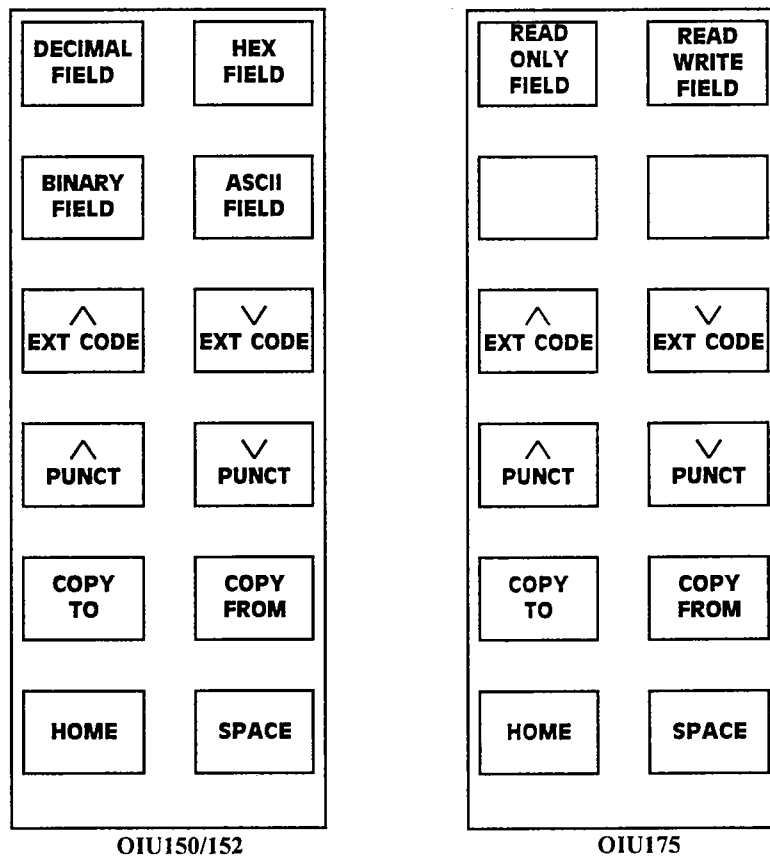 DECIMAL
FIELD
HEX
FIELD
BINARY
FIELD
ASCII
FIELD
∧
EXT CODE
∨
EXT CODE
∧
PUNCT
∨
PUNCT
COPY
TO
COPY
FROM
HOME
SPACE
OIU150/152
READ
ONLY
FIELD
READ
WRITE
FIELD
∧
EXT CODE
∨
EXT CODE
∧
PUNCT
∨
PUNCT
COPY
TO
COPY
FROM
HOME
SPACE
OIU175